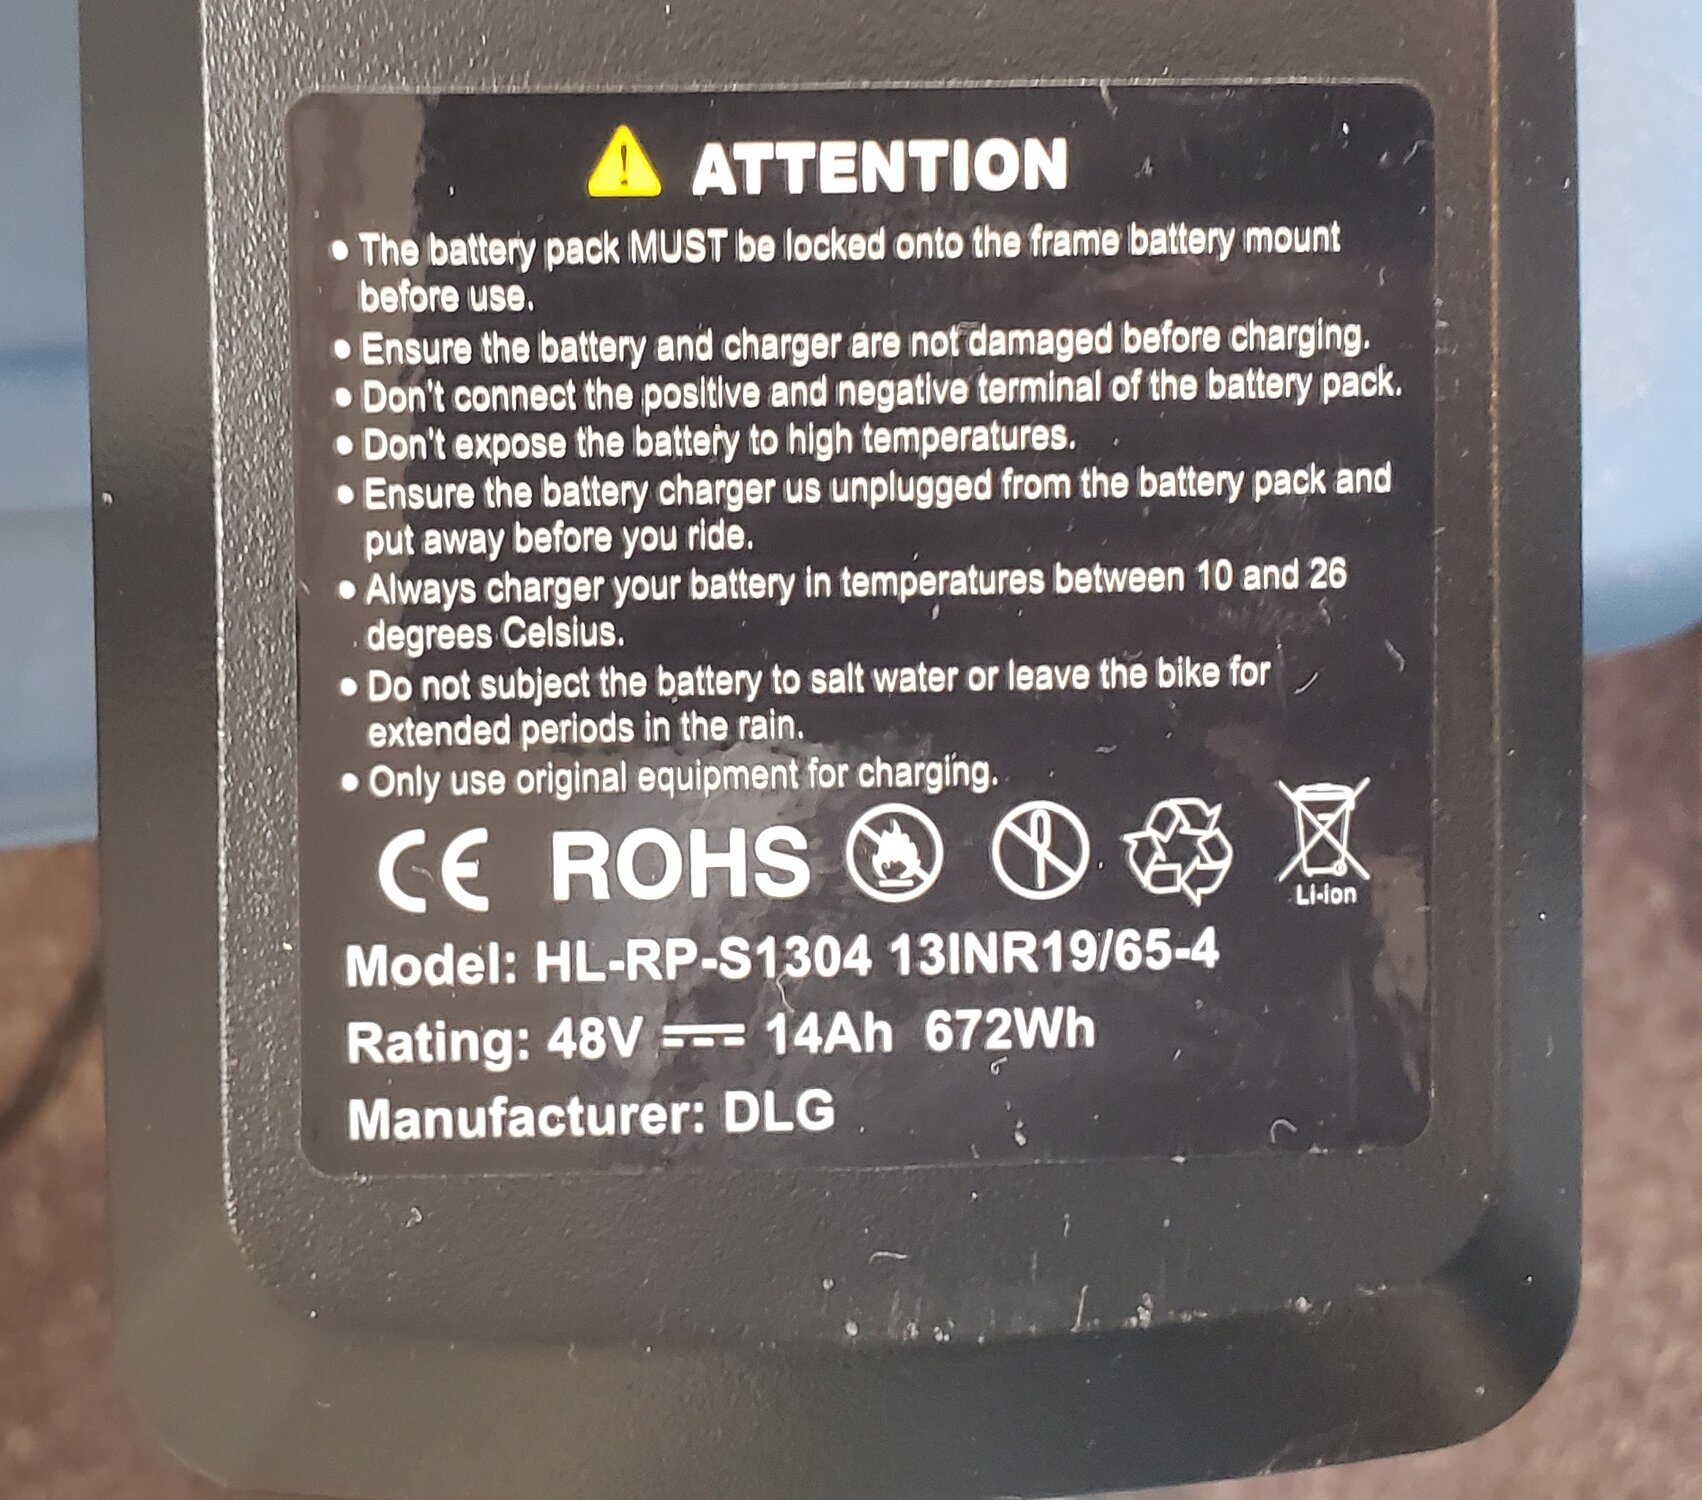 ATTENTION
• The battery pack MUST be locked onto the frame battery mount
before use.
• Ensure the battery and charger are not damaged before charging.
• Don't connect the positive and negative terminal of the battery pack.
• Don't expose the battery to high temperatures.
• Ensure the battery charger us unplugged from the battery pack and
put away before you ride.
• Always charger your battery in temperatures between 10 and 26
degrees Celsius.
• Do not subject the battery to salt water or leave the bike for
extended periods in the rain.
• Only use original equipment for charging.
CE ROHS
Li-ion
Model: HL-RP-S1304 13INR19/65-4
Rating: 48V ⎓ 14Ah 672Wh
Manufacturer: DLG